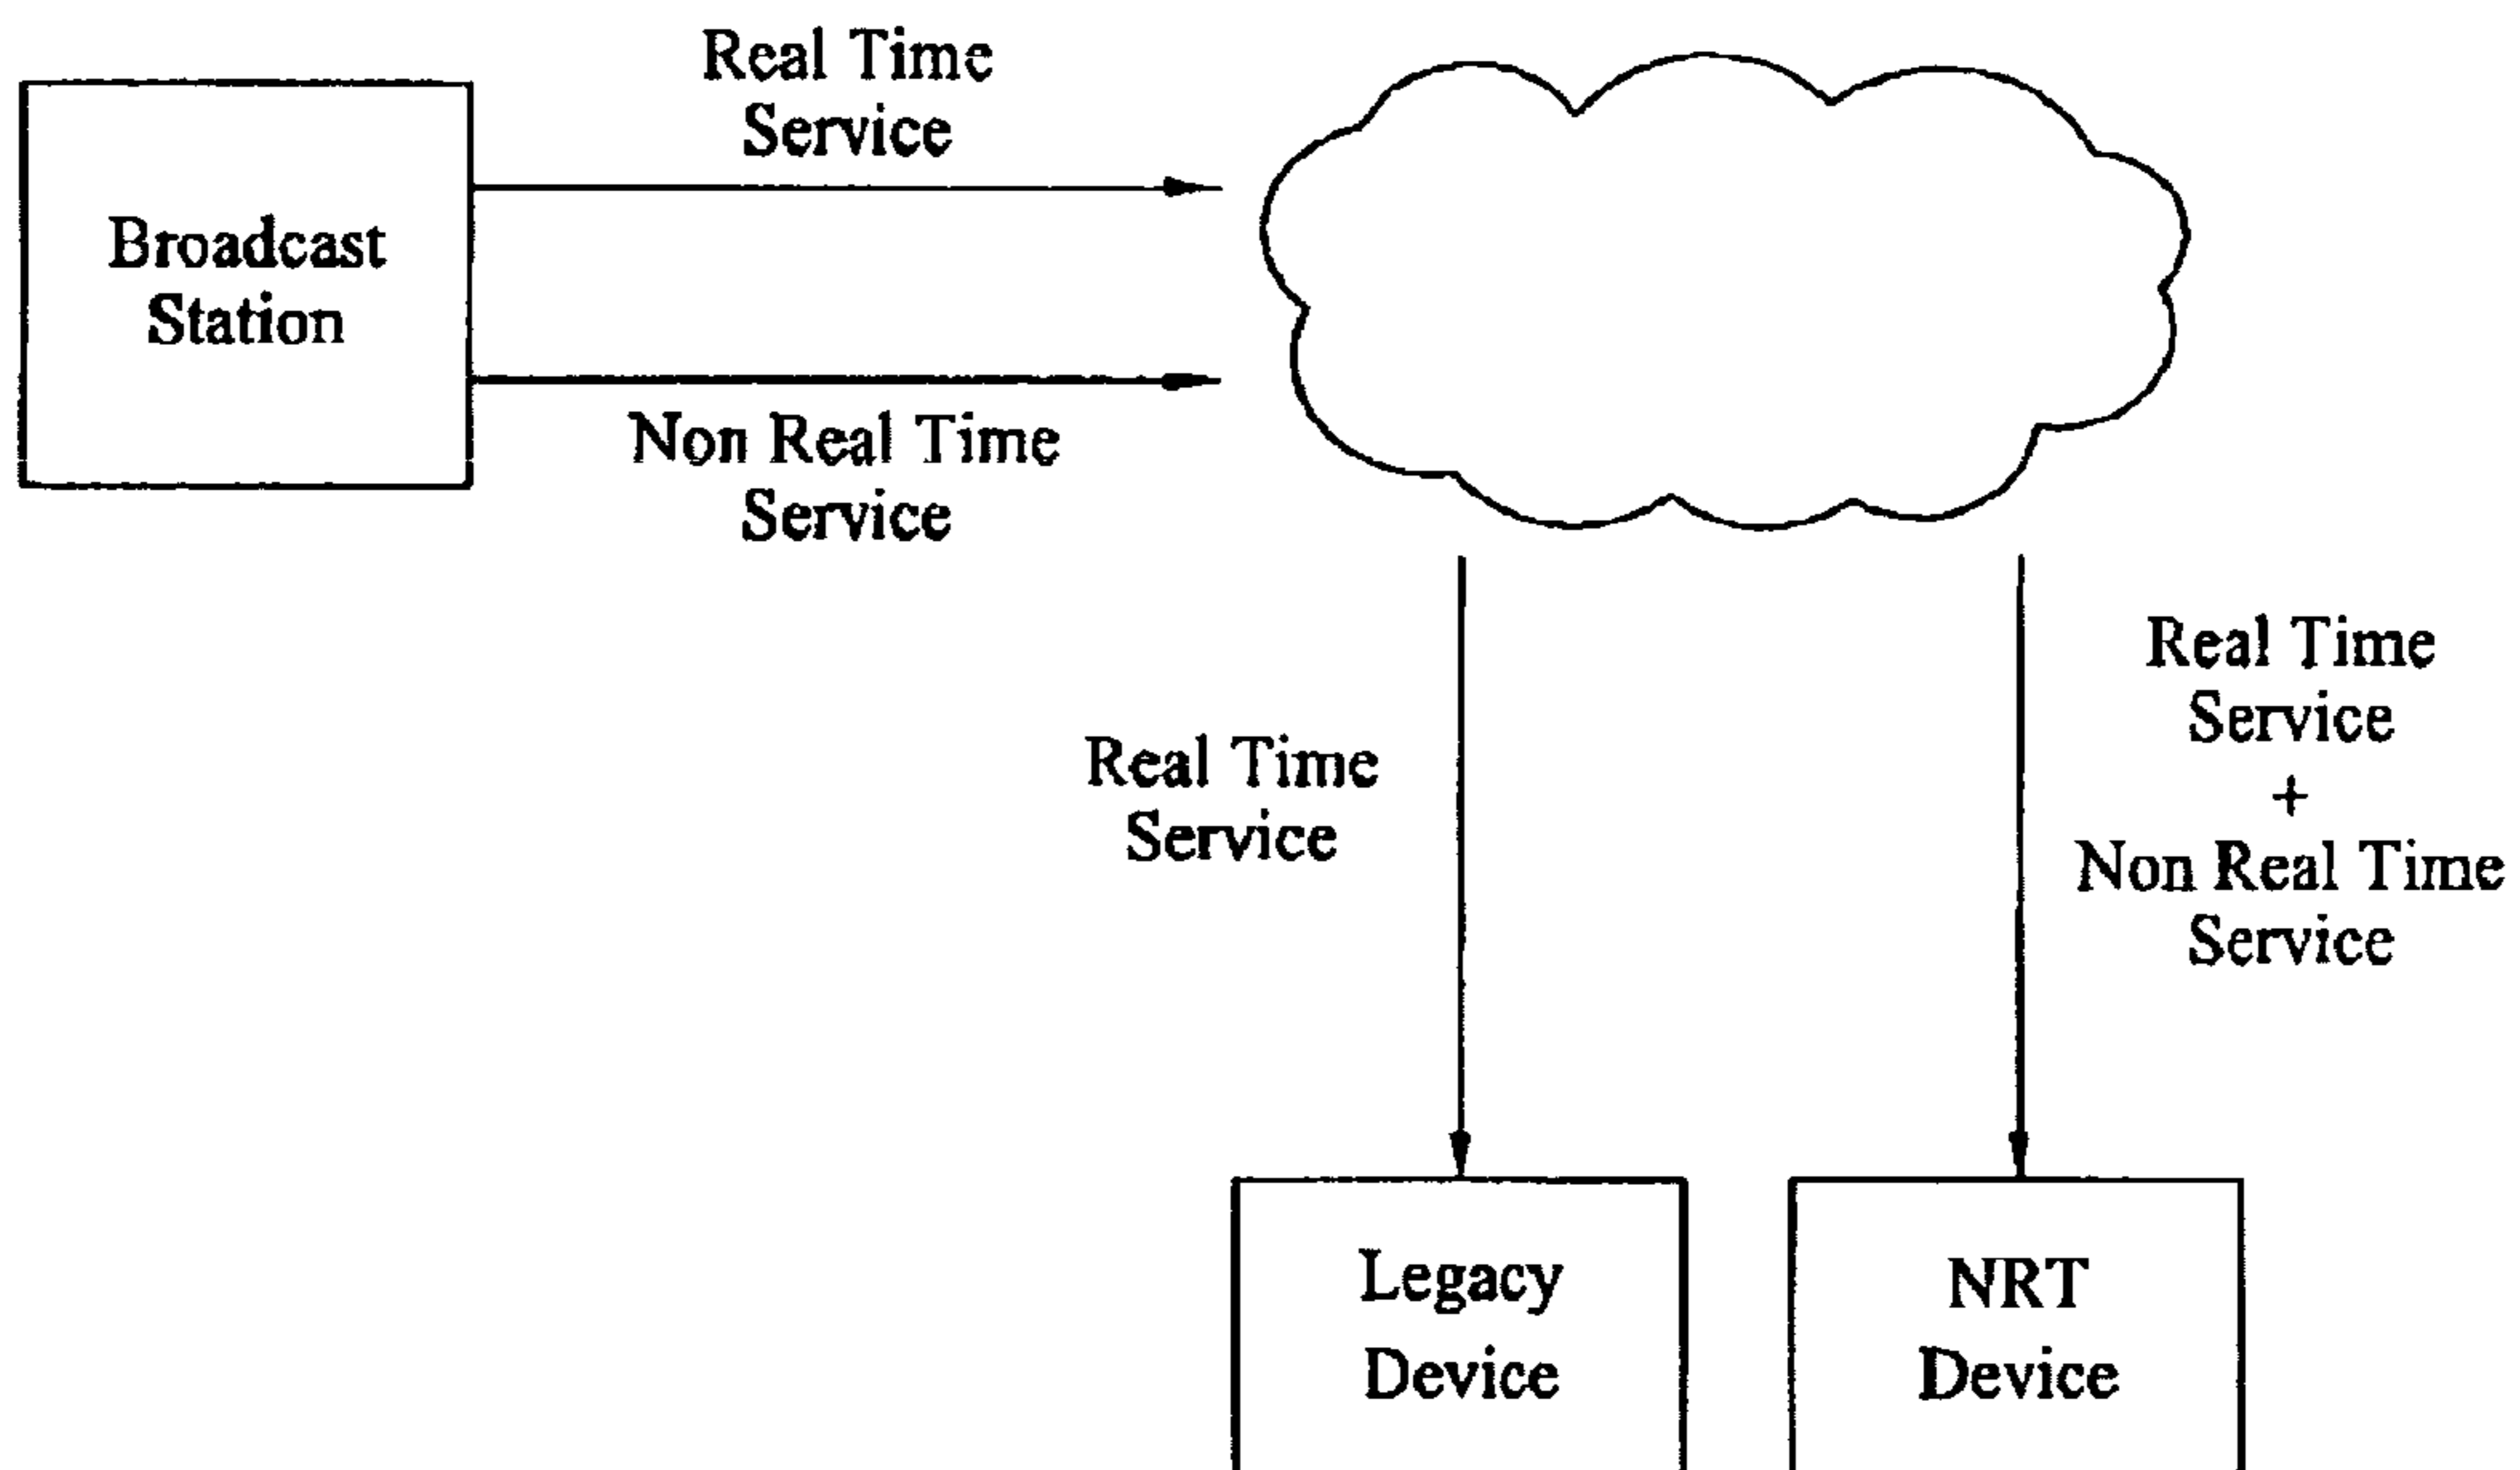 Real Time
Service
Broadcast
Station
Non Real Time
Service
Real Time
Service
Real Time
Service
+
Non Real Time
Service
Legacy
Device
NRT
Device